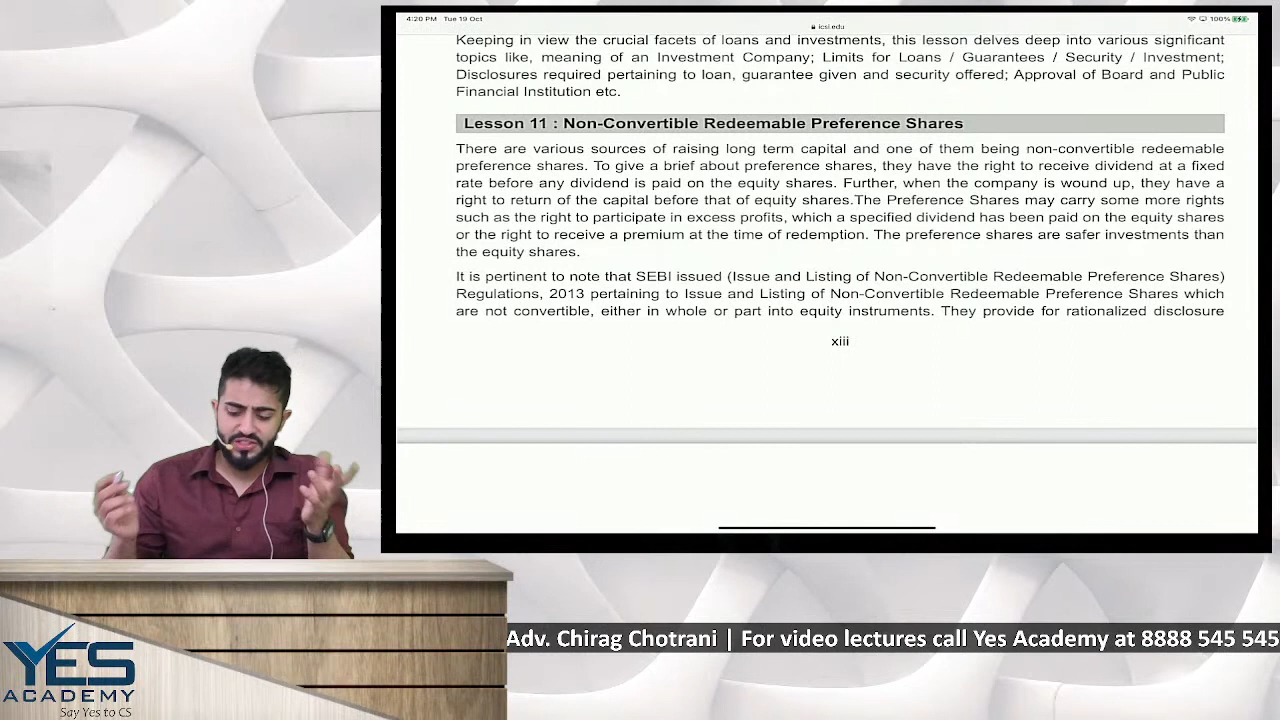 4:20 PM Tue 19 Oct
icsi.edu
100%
Keeping in view the crucial facets of loans and investments, this lesson delves deep into various significant
topics like, meaning of an Investment Company; Limits for Loans / Guarantees / Security / Investment;
Disclosures required pertaining to loan, guarantee given and security offered; Approval of Board and Public
Financial Institution etc.
Lesson 11 : Non-Convertible Redeemable Preference Shares
There are various sources of raising long term capital and one of them being non-convertible redeemable
preference shares. To give a brief about preference shares, they have the right to receive dividend at a fixed
rate before any dividend is paid on the equity shares. Further, when the company is wound up, they have a
right to return of the capital before that of equity shares.The Preference Shares may carry some more rights
such as the right to participate in excess profits, which a specified dividend has been paid on the equity shares
or the right to receive a premium at the time of redemption. The preference shares are safer investments than
the equity shares.
It is pertinent to note that SEBI issued (Issue and Listing of Non-Convertible Redeemable Preference Shares)
Regulations, 2013 pertaining to Issue and Listing of Non-Convertible Redeemable Preference Shares which
are not convertible, either in whole or part into equity instruments. They provide for rationalized disclosure
xiii
Adv. Chirag Chotrani | For video lectures call Yes Academy at 8888 545 545
YES
ACADEMY
Say Yes to CS